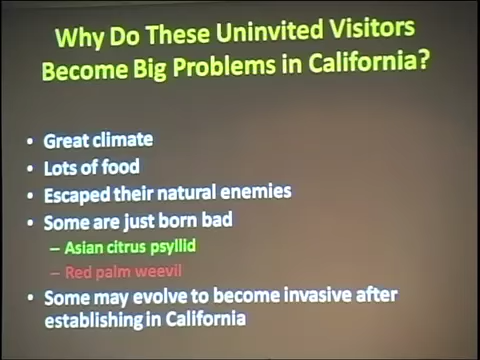 Why Do These Uninvited Visitors
Become Big Problems in California?
• Great climate
• Lots of food
• Escaped their natural enemies
• Some are just born bad
– Asian citrus psyllid
– Red palm weevil
• Some may evolve to become invasive after
establishing in California